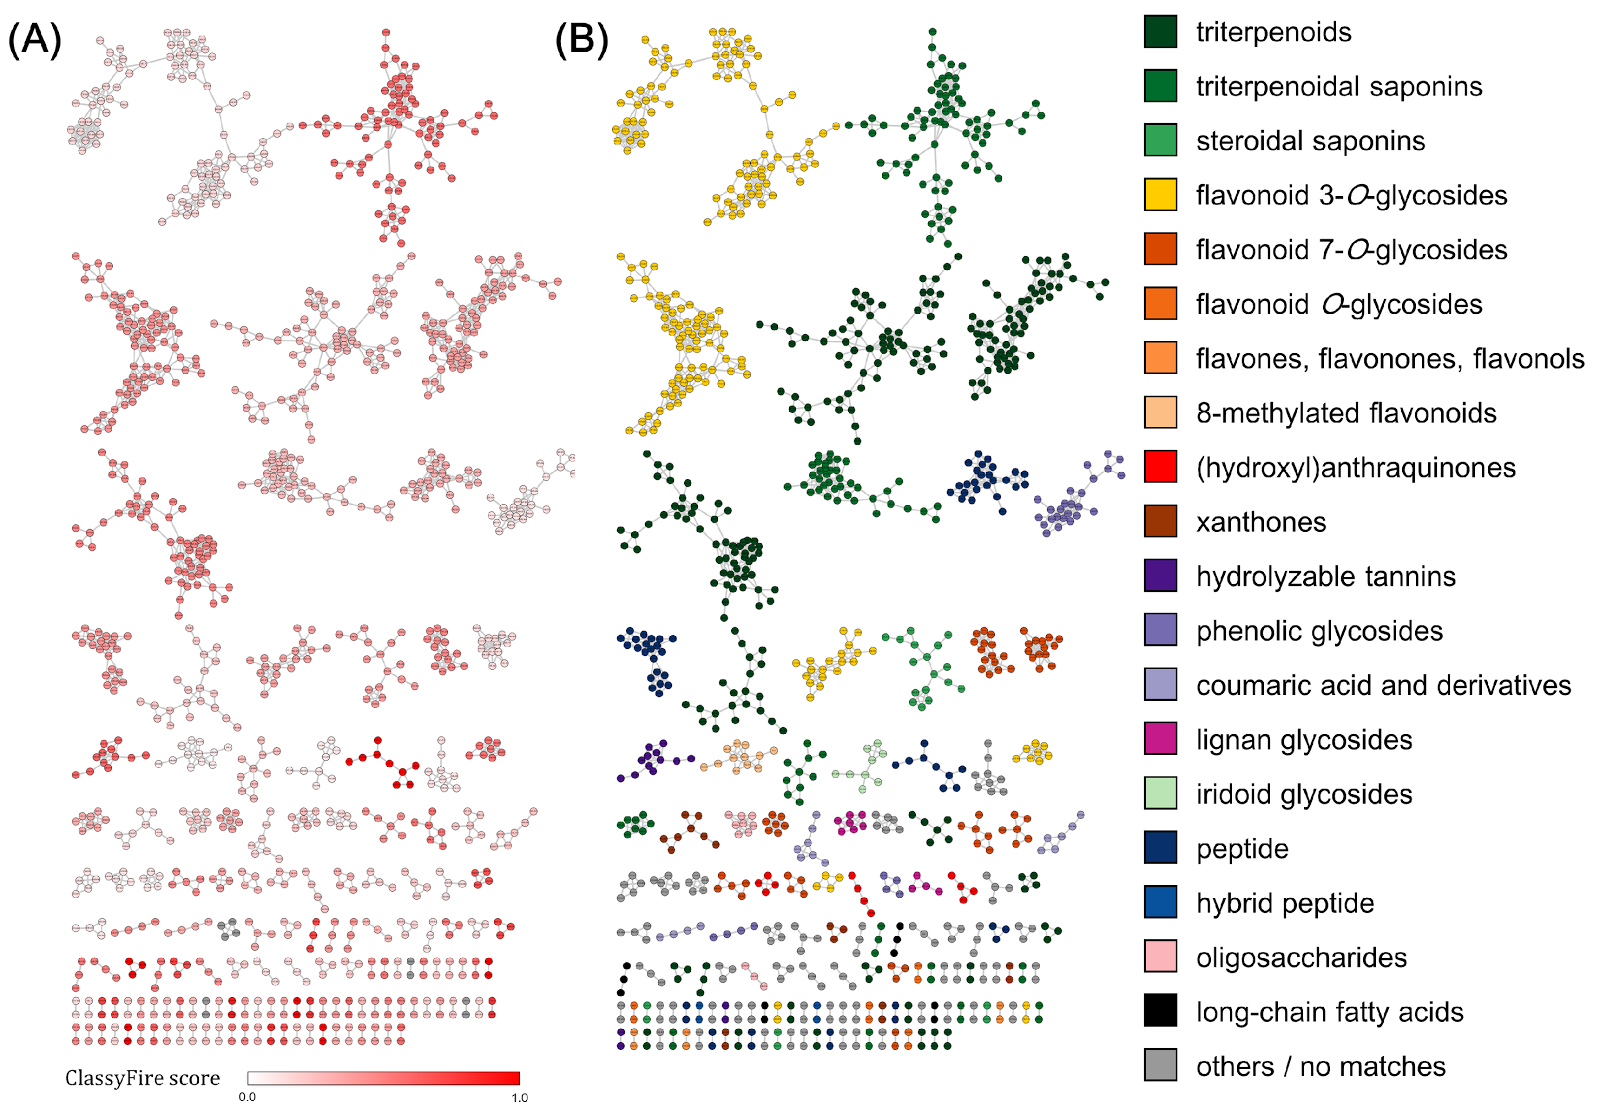 (A)
(B)
triterpenoids
triterpenoidal saponins
steroidal saponins
flavonoid 3-O-glycosides
flavonoid 7-O-glycosides
flavonoid O-glycosides
flavones, flavonones, flavonols
8-methylated flavonoids
(hydroxyl)anthraquinones
xanthones
hydrolyzable tannins
phenolic glycosides
coumaric acid and derivatives
lignan glycosides
iridoid glycosides
peptide
hybrid peptide
oligosaccharides
long-chain fatty acids
others / no matches
ClassyFire score
0.0
1.0